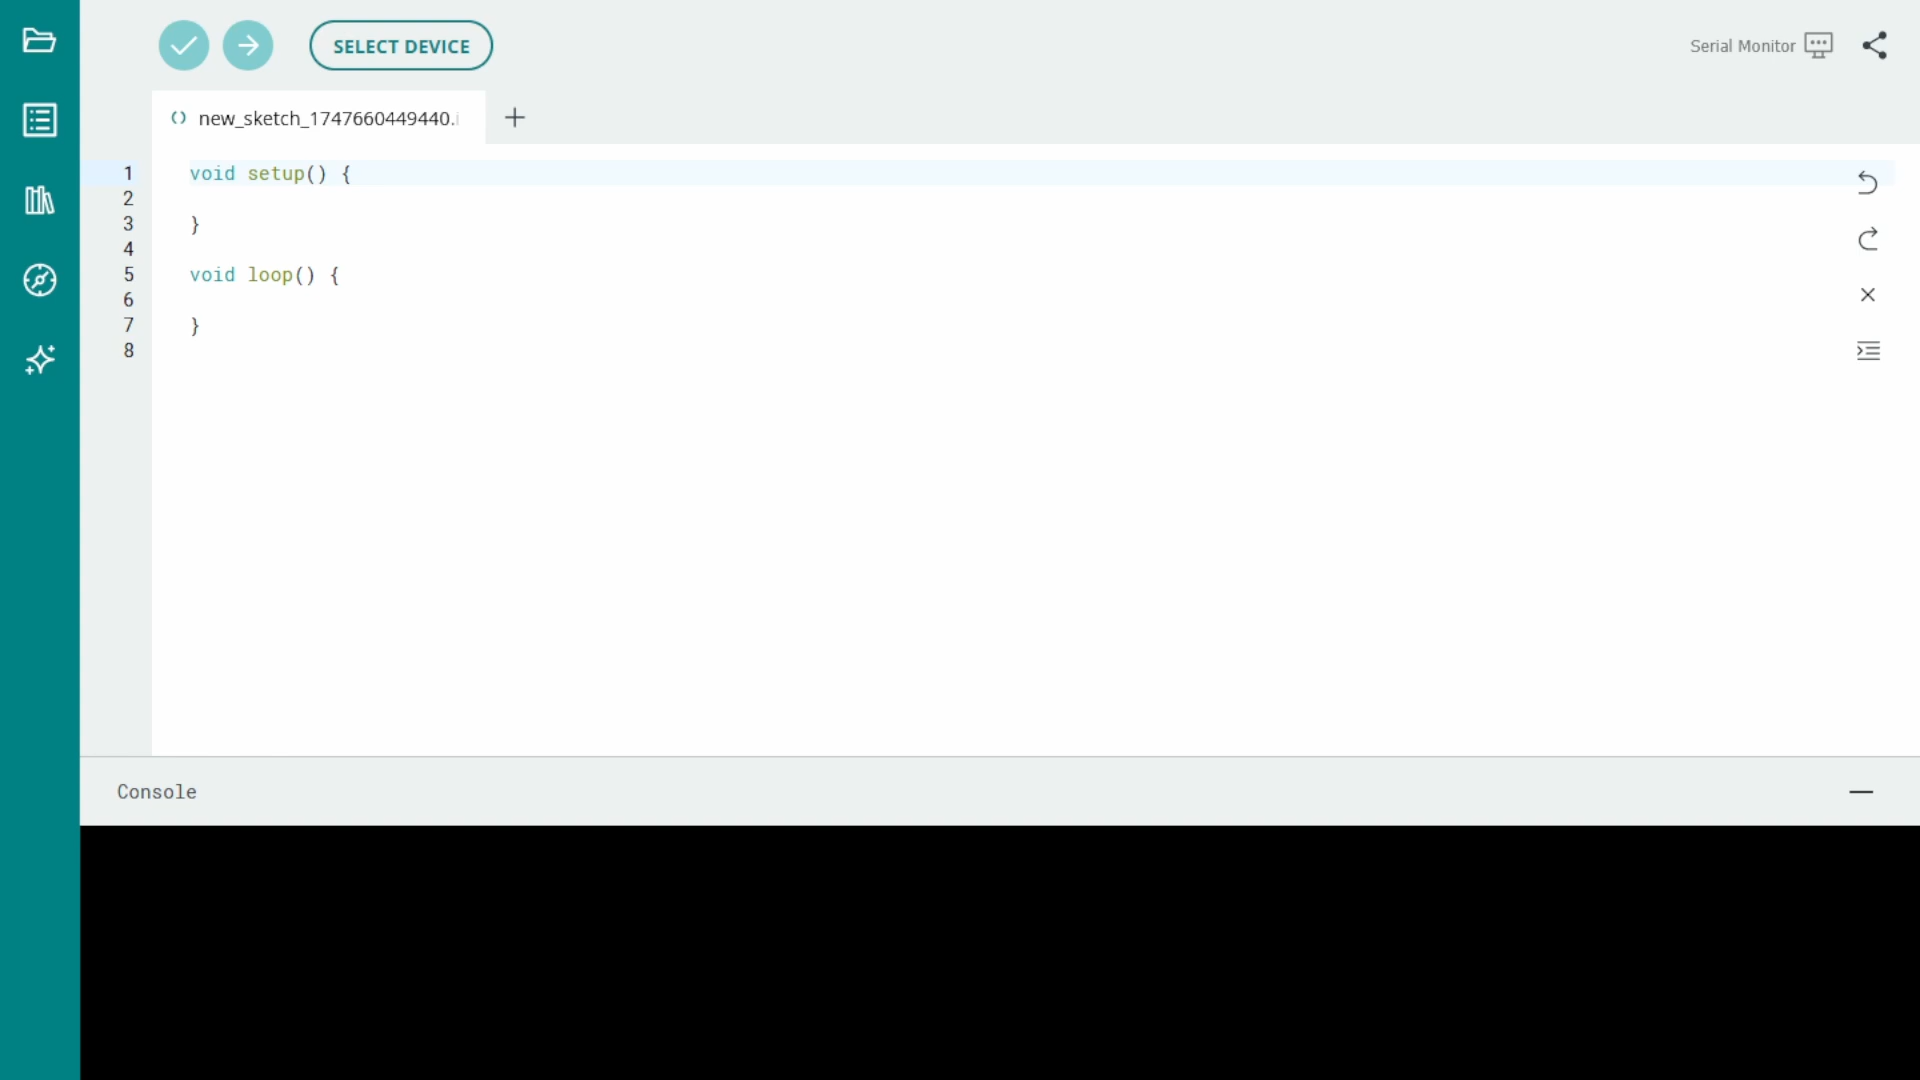 SELECT DEVICE
Serial Monitor
new_sketch_1747660449440.i
1 void setup() {
2
3 }
4
5 void loop() {
6
7 }
8
Console